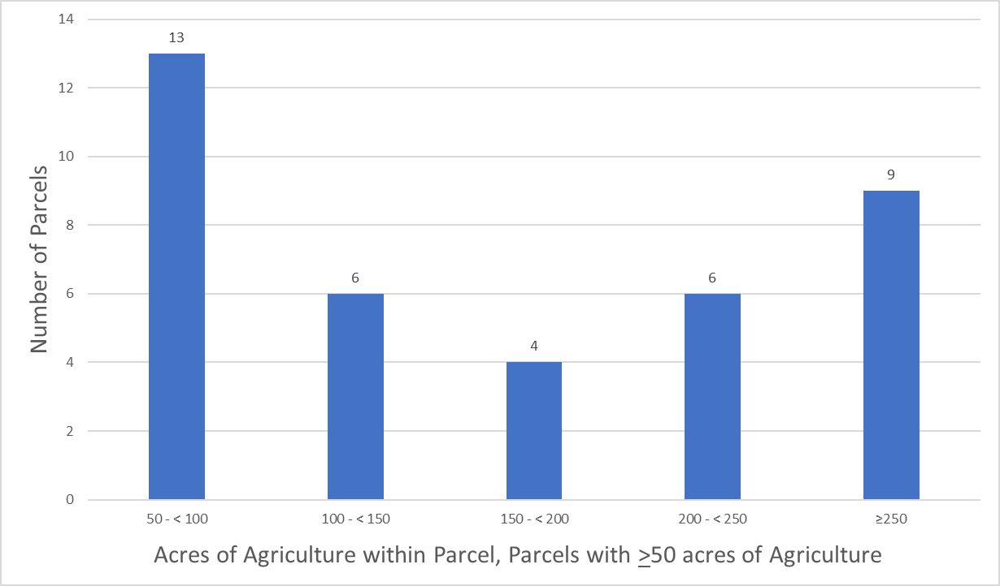 14
13
12
10
9
Number of Parcels
8
6
6
6
4
4
2
0
50 - < 100
100 - < 150
150 - < 200
200 - < 250
≥250
Acres of Agriculture within Parcel, Parcels with >50 acres of Agriculture